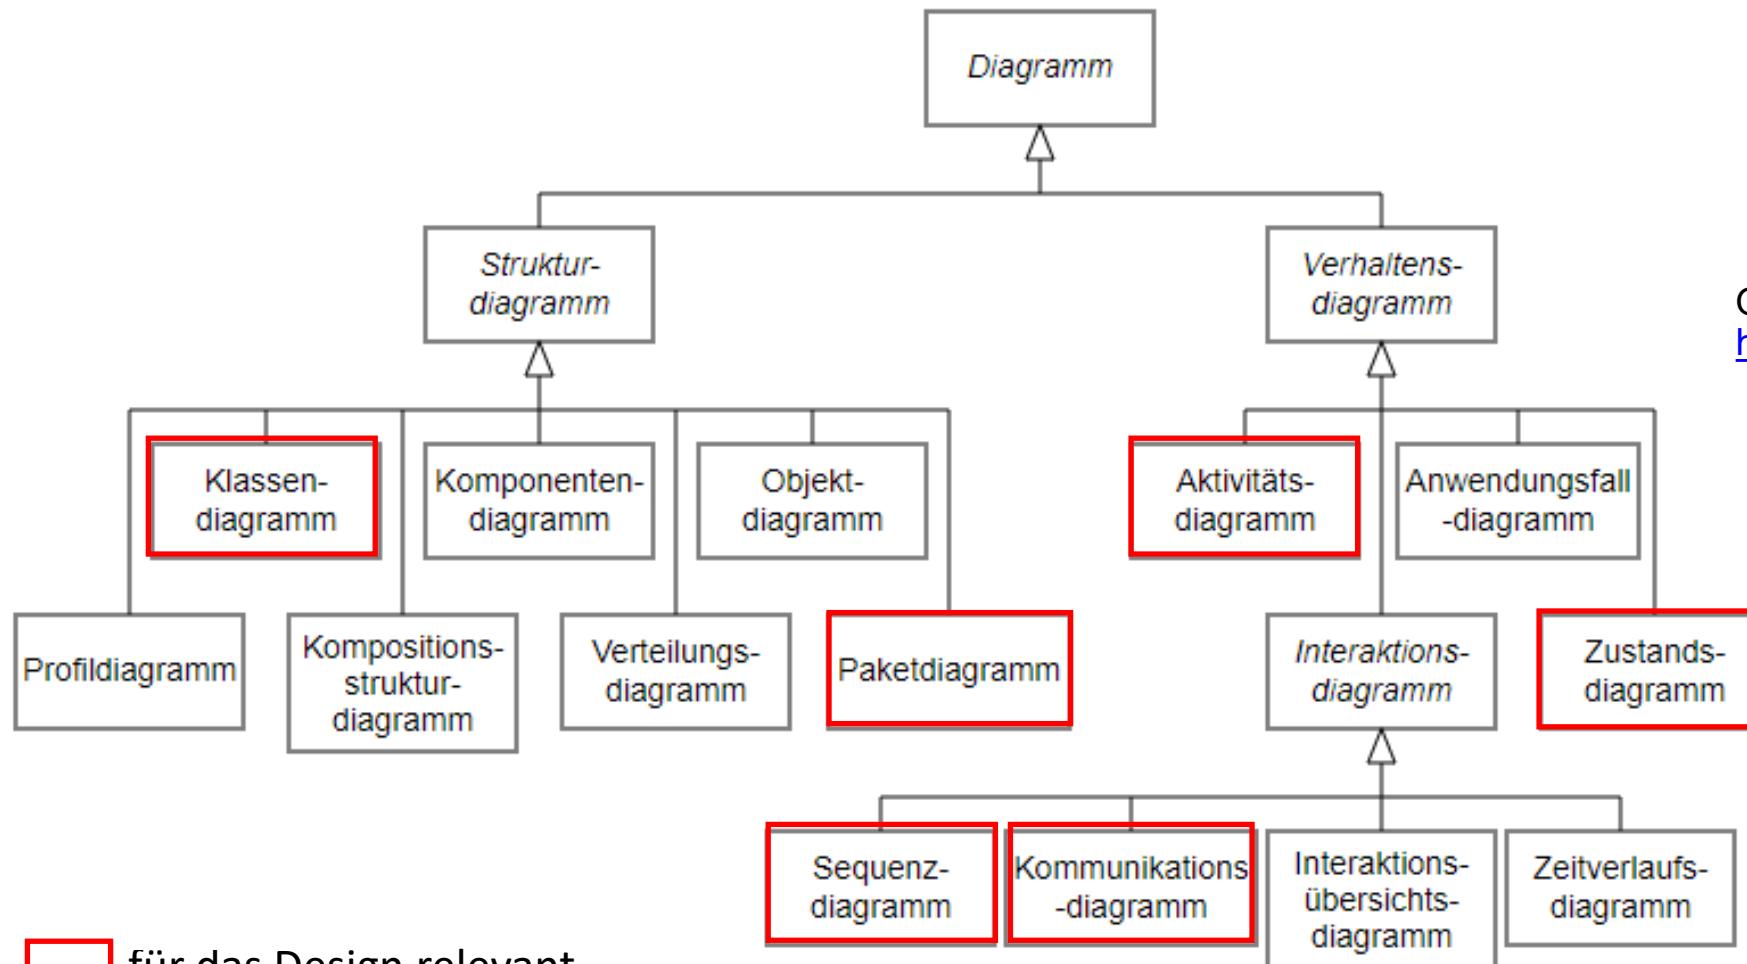 Diagramm
Struktur-
diagramm
Verhaltens-
diagramm
Klassen-
diagramm
Komponenten-
diagramm
Objekt-
diagramm
Aktivitäts-
diagramm
Anwendungsfall
-diagramm
Profildiagramm
Kompositions-
struktur-
diagramm
Verteilungs-
diagramm
Paketdiagramm
Interaktions-
diagramm
Zustands-
diagramm
Sequenz-
diagramm
Kommunikations
-diagramm
Interaktions-
übersichts-
diagramm
Zeitverlaufs-
diagramm
für das Design relevant